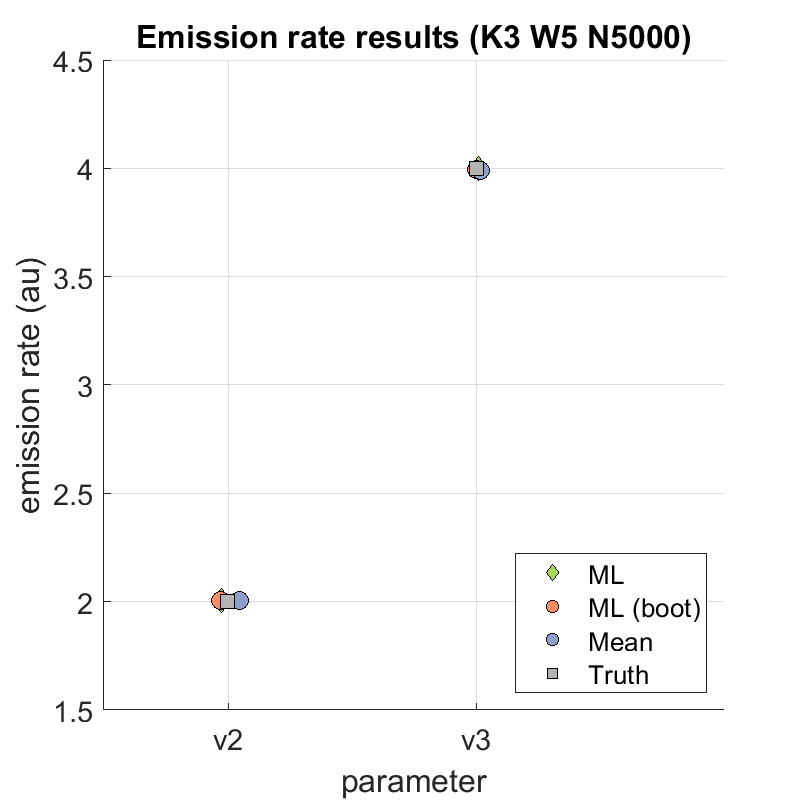 Emission rate results (K3 W5 N5000)
4.5
4
3.5
3
2.5
2
1.5
emission rate (au)
ML
ML (boot)
Mean
Truth
v2
v3
parameter